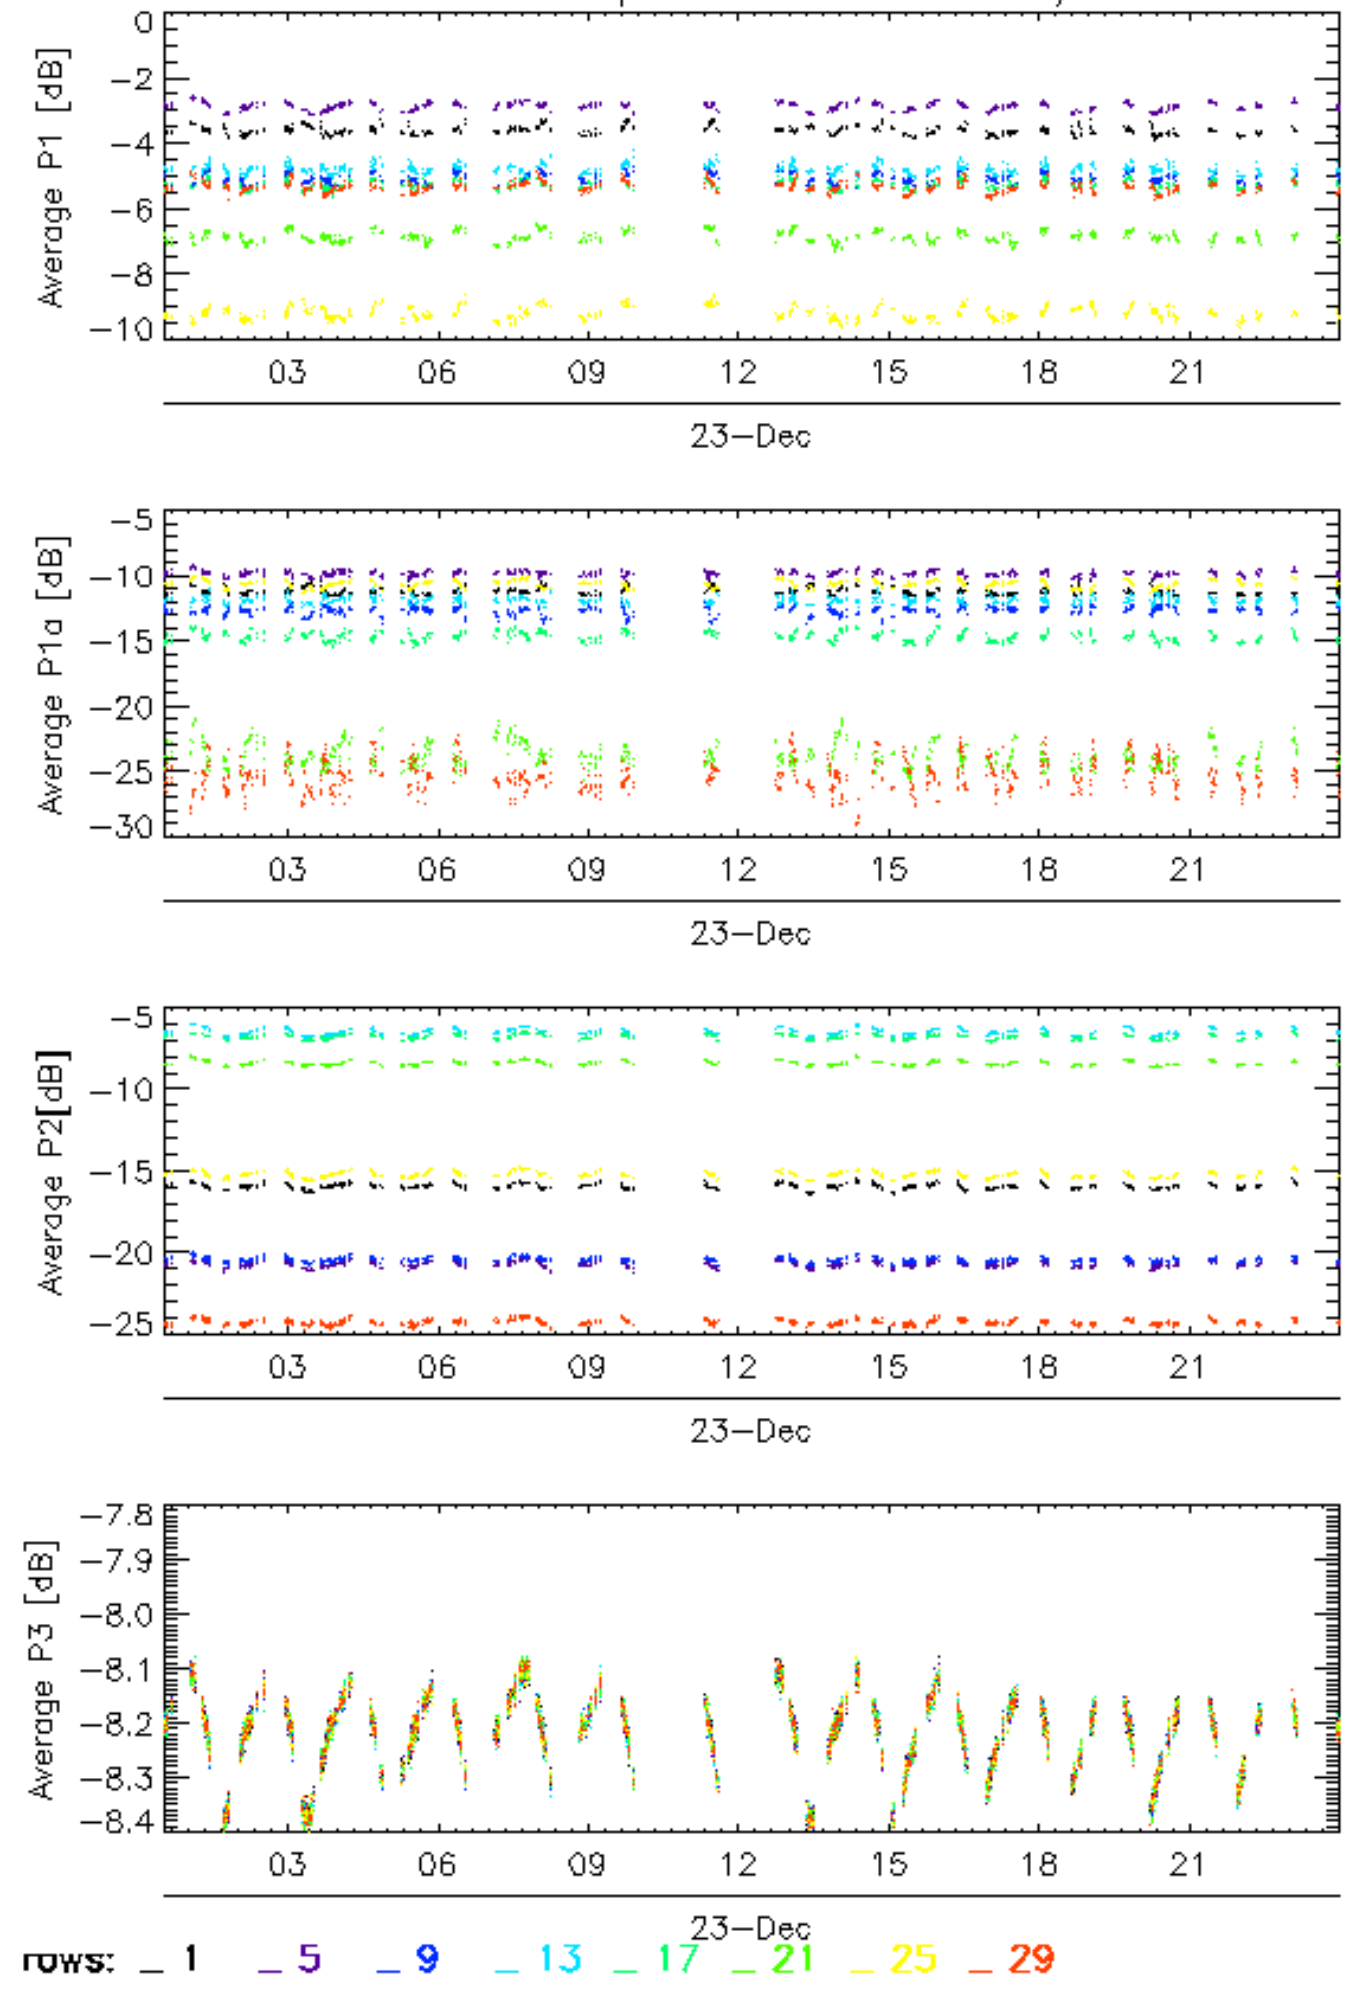 Average P1 [dB]
0
−2
−4
−6
−8
−10
03 06 09 12 15 18 21
23−Dec
Average P1a [dB]
−5
−10
−15
−20
−25
−30
03 06 09 12 15 18 21
23−Dec
Average P2[dB]
−5
−10
−15
−20
−25
03 06 09 12 15 18 21
23−Dec
Average P3 [dB]
−7.8
−7.9
−8.0
−8.1
−8.2
−8.3
−8.4
03 06 09 12 15 18 21
23−Dec
rows: _ 1 _ 5 _ 9 _ 13 _ 17 _ 21 _ 25 _ 29